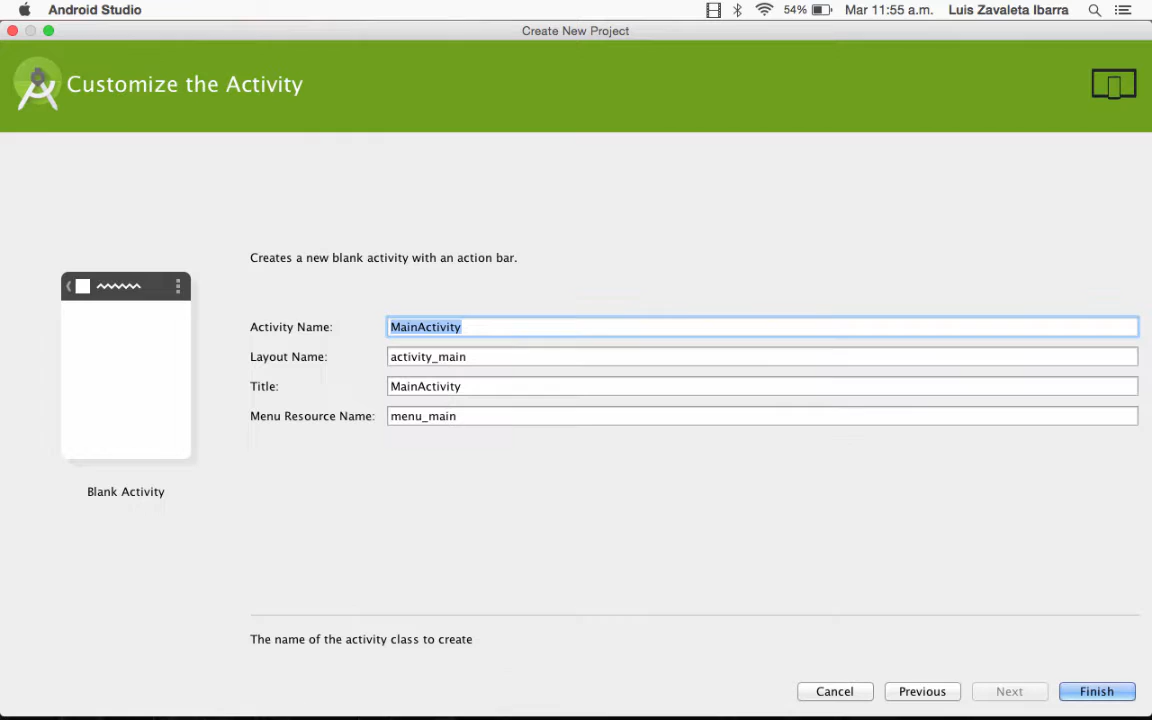 Android Studio 54% Mar 11:55 a.m. Luis Zavaleta Ibarra
Create New Project
Customize the Activity
Creates a new blank activity with an action bar.
Activity Name: MainActivity
Layout Name: activity_main
Title: MainActivity
Menu Resource Name: menu_main
Blank Activity
The name of the activity class to create
Cancel Previous Next Finish